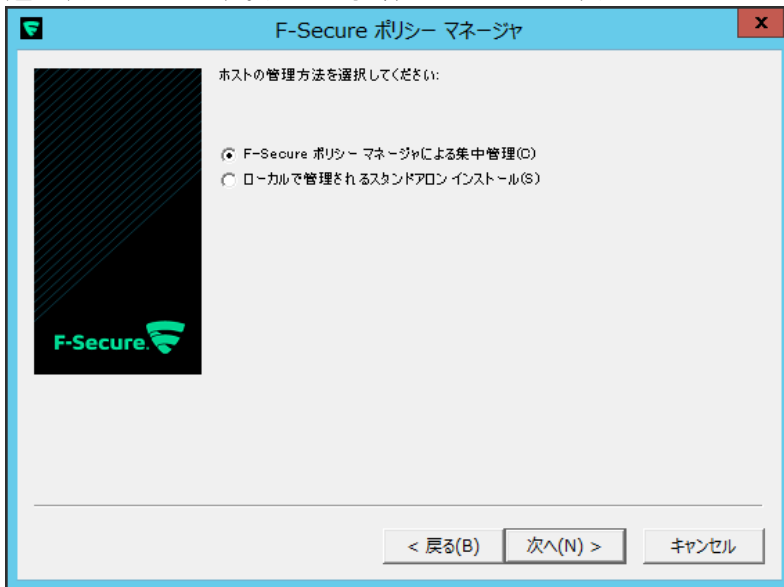 F-Secure ポリシー マネージャ
ホストの管理方法を選択してください:
F-Secure ポリシー マネージャによる集中管理(C)
ローカルで管理されるスタンドアロン インストール(S)
F-Secure.
< 戻る(B)
次へ(N) >
キャンセル